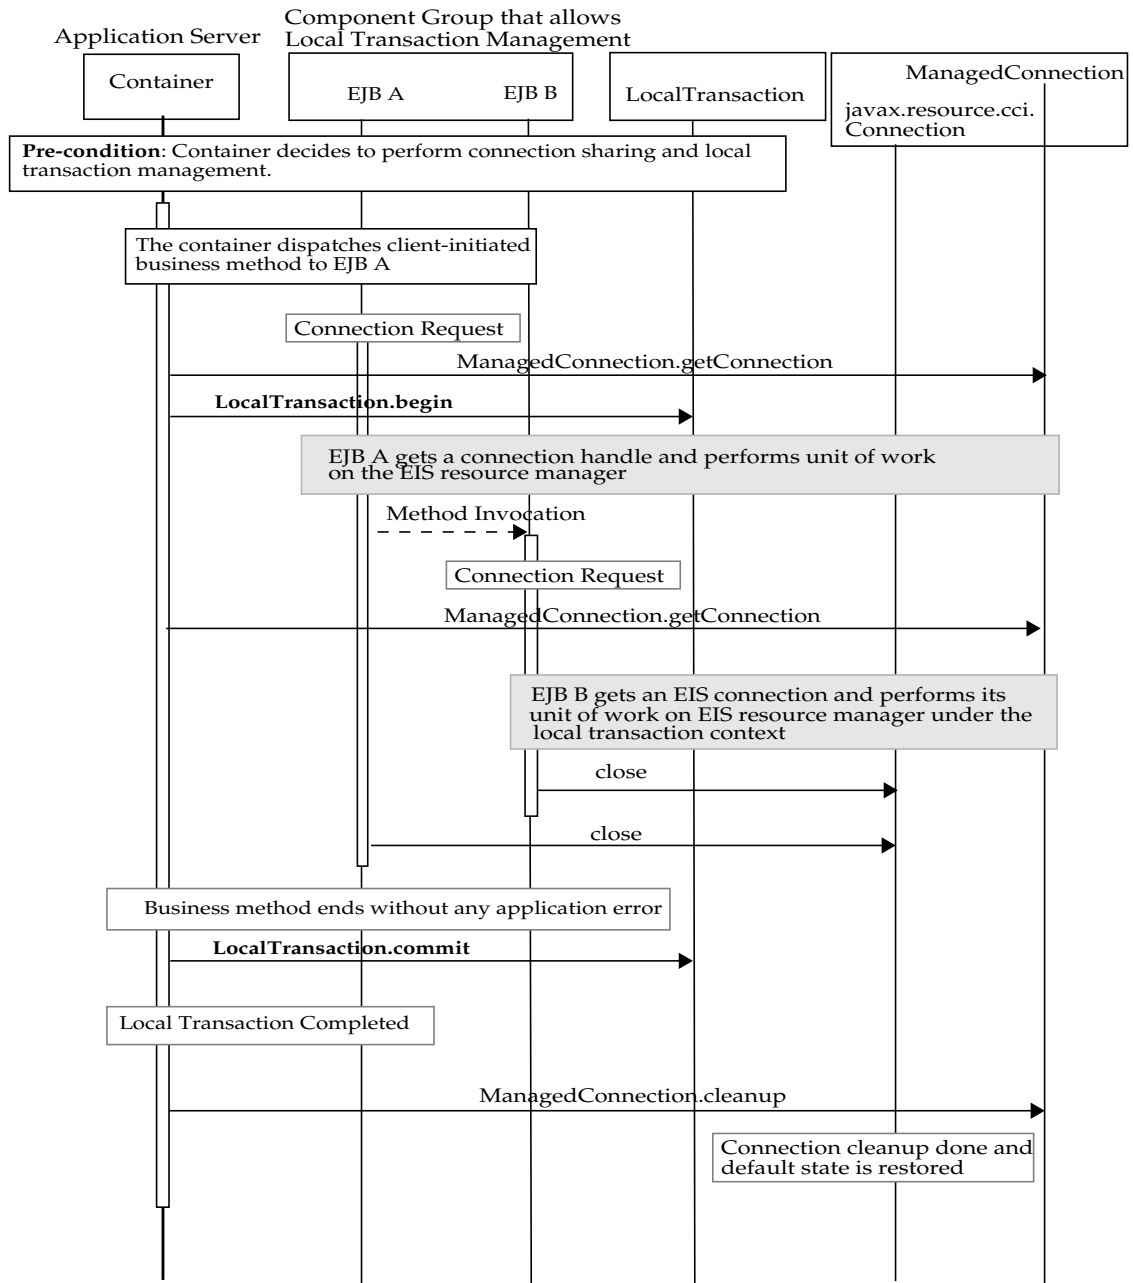 Component Group that allows
Local Transaction Management
Application Server
Container
EJB A
EJB B
LocalTransaction
ManagedConnection
javax.resource.cci.
Connection
Pre-condition: Container decides to perform connection sharing and local
transaction management.
The container dispatches client-initiated
business method to EJB A
Connection Request
ManagedConnection.getConnection
LocalTransaction.begin
EJB A gets a connection handle and performs unit of work
on the EIS resource manager
Method Invocation
Connection Request
ManagedConnection.getConnection
EJB B gets an EIS connection and performs its
unit of work on EIS resource manager under the
local transaction context
close
close
Business method ends without any application error
LocalTransaction.commit
Local Transaction Completed
ManagedConnection.cleanup
Connection cleanup done and
default state is restored